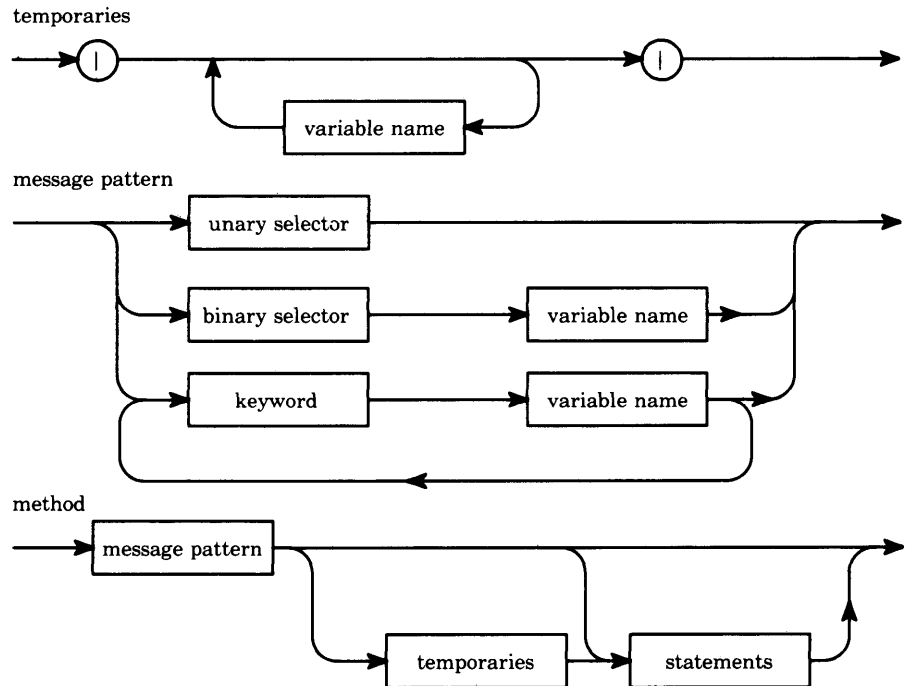 temporaries
| |
variable name
message pattern
unary selector
binary selector variable name
keyword variable name
method
message pattern
temporaries statements